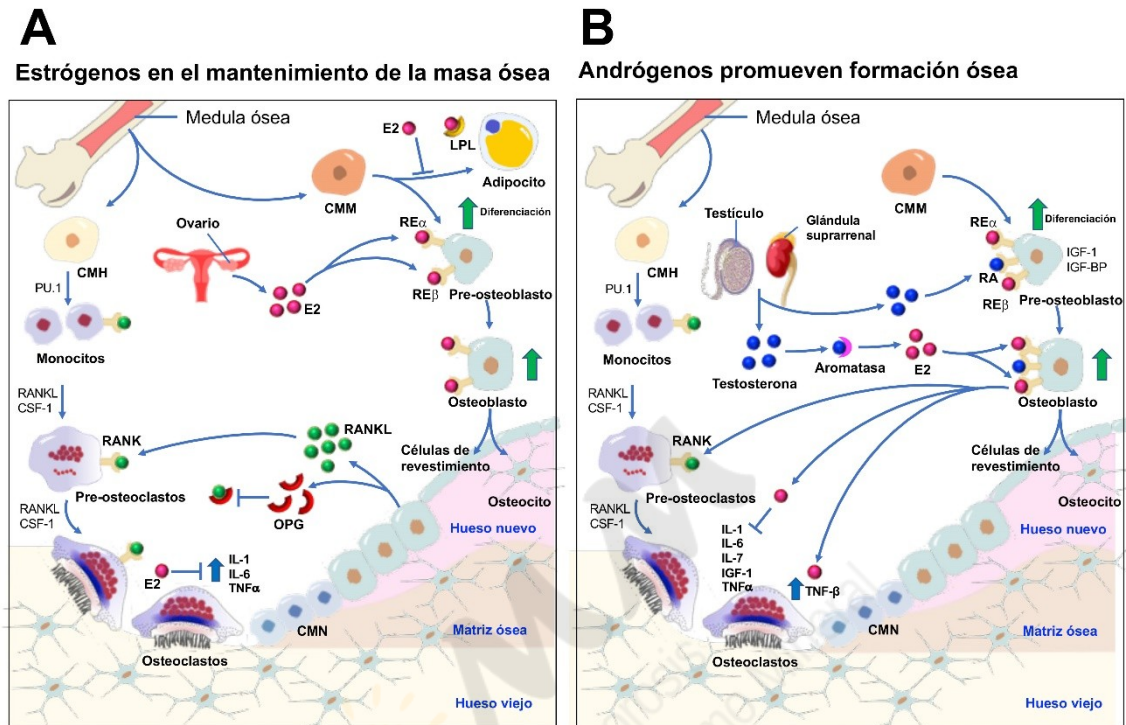 A
Estrógenos en el mantenimiento de la masa ósea
Medula ósea
E2
LPL
Adipocito
CMM
Diferenciación
Ovario
REα
CMH
PU.1
REβ
E2
Pre-osteoblasto
Monocitos
Osteoblasto
RANKL
CSF-1
RANK
RANKL
Células de
revestimiento
Pre-osteoclastos
OPG
Osteocito
RANKL
CSF-1
Hueso nuevo
E2
IL-1
IL-6
TNFα
CMN
Matriz ósea
Osteoclastos
Hueso viejo
B
Andrógenos promueven formación ósea
Medula ósea
CMM
Testículo
Glándula
suprarrenal
REα
Diferenciación
CMH
RA
IGF-1
IGF-BP
PU.1
REβ
Pre-osteoblasto
Monocitos
Testosterona
Aromatasa
E2
Osteoblasto
RANKL
CSF-1
RANK
Células de
revestimiento
Pre-osteoclastos
Osteocito
RANKL
CSF-1
Hueso nuevo
IL-1
IL-6
IL-7
IGF-1
TNFα
TNF-β
CMN
Matriz ósea
Osteoclastos
Hueso viejo